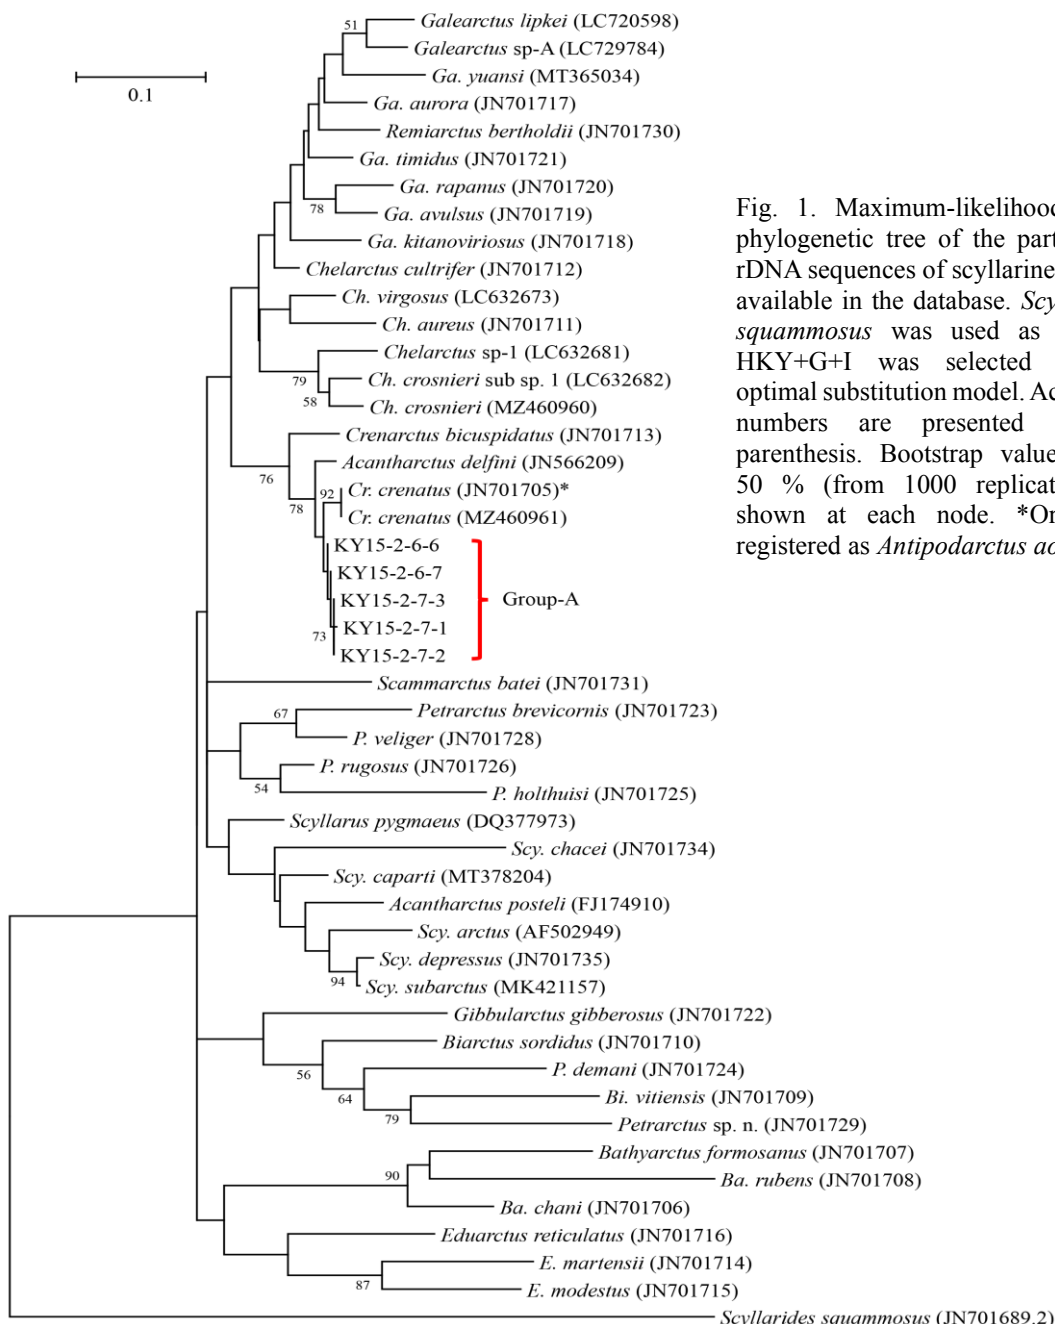 51
Galearctus lipkei (LC720598)
Galearctus sp-A (LC729784)
Ga. yuansi (MT365034)
0.1
Ga. aurora (JN701717)
Remiarctus bertholdii (JN701730)
Ga. timidus (JN701721)
Ga. rapanus (JN701720)
78
Ga. avulsus (JN701719)
Ga. kitanoviriosus (JN701718)
Chelarctus cultrifer (JN701712)
Ch. virgosus (LC632673)
Ch. aureus (JN701711)
Chelarctus sp-1 (LC632681)
79
Ch. crosnieri sub sp. 1 (LC632682)
58
Ch. crosnieri (MZ460960)
Crenarctus bicuspidatus (JN701713)
76
Acantharctus delfini (JN566209)
78
92
Cr. crenatus (JN701705)*
Cr. crenatus (MZ460961)
KY15-2-6-6
KY15-2-6-7
KY15-2-7-3
Group-A
KY15-2-7-1
73
KY15-2-7-2
Scammarctus batei (JN701731)
67
Petrarctus brevicornis (JN701723)
P. veliger (JN701728)
P. rugosus (JN701726)
54
P. holthuisi (JN701725)
Scyllarus pygmaeus (DQ377973)
Scy. chacei (JN701734)
Scy. caparti (MT378204)
Acantharctus posteli (FJ174910)
Scy. arctus (AF502949)
Scy. depressus (JN701735)
94
Scy. subarctus (MK421157)
Gibbularctus gibberosus (JN701722)
Biarctus sordidus (JN701710)
56
P. demani (JN701724)
64
Bi. vitiensis (JN701709)
79
Petrarctus sp. n. (JN701729)
Bathyarctus formosanus (JN701707)
90
Ba. rubens (JN701708)
Ba. chani (JN701706)
Eduarctus reticulatus (JN701716)
E. martensii (JN701714)
87
E. modestus (JN701715)
Scyllarides squammosus (JN701689.2)
Fig. 1. Maximum-likelihood
phylogenetic tree of the part
rDNA sequences of scyllarine
available in the database. Scy
squammosus was used as
HKY+G+I was selected
optimal substitution model. Ac
numbers are presented
parenthesis. Bootstrap value
50 % (from 1000 replicat
shown at each node. *Or
registered as Antipodarctus ao